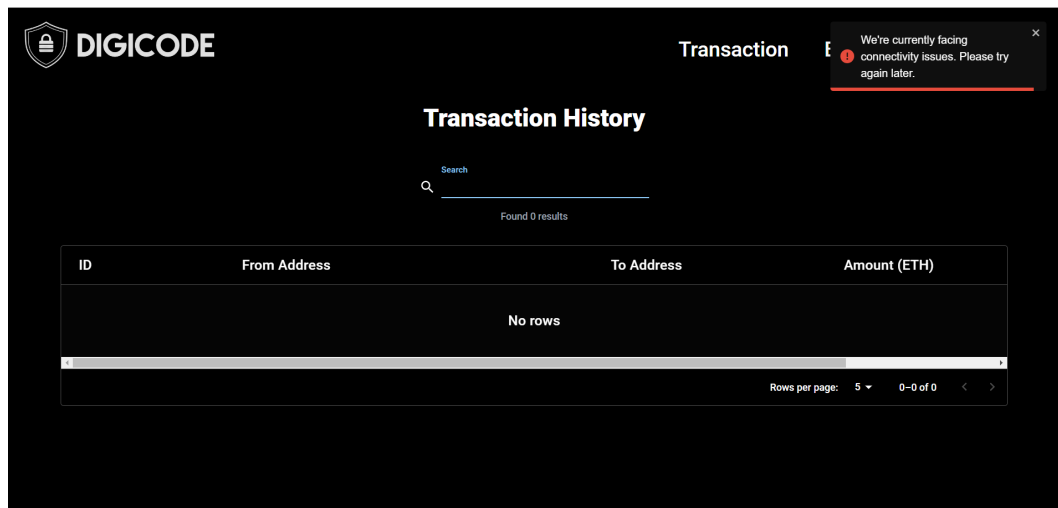 DIGICODE
Transaction
We're currently facing
connectivity issues. Please try
again later.
Transaction History
Search
Found 0 results
ID From Address To Address Amount (ETH)
No rows
Rows per page: 5 0–0 of 0